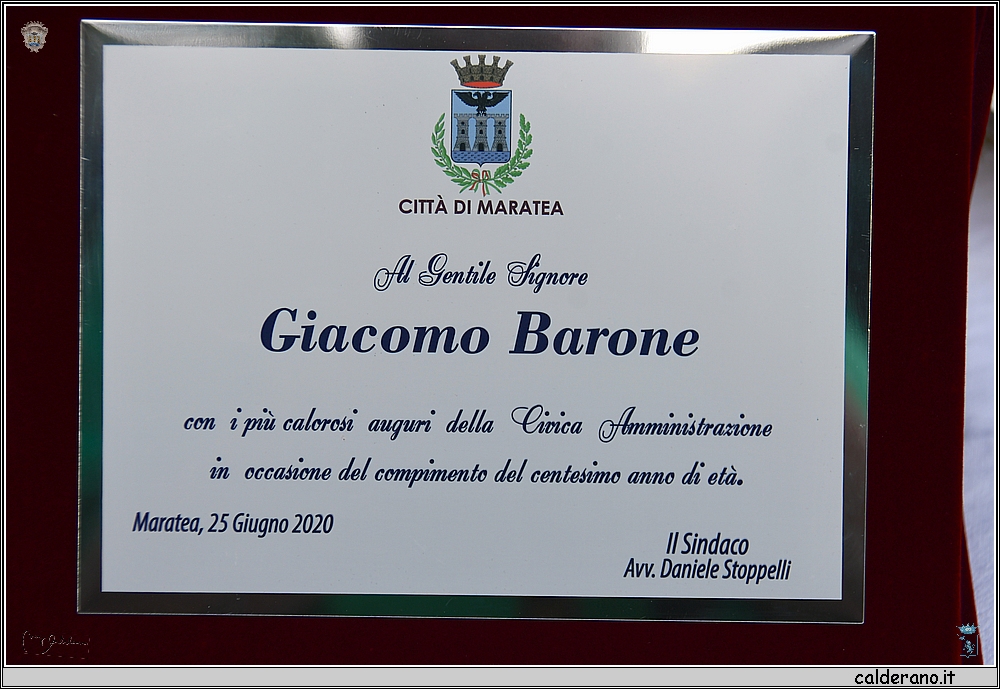 CITTÀ DI MARATEA
Al Gentile Signore
Giacomo Barone
con i più calorosi auguri della Civica Amministrazione
in occasione del compimento del centesimo anno di età.
Maratea, 25 Giugno 2020
Il Sindaco
Avv. Daniele Stoppelli
calderano.it